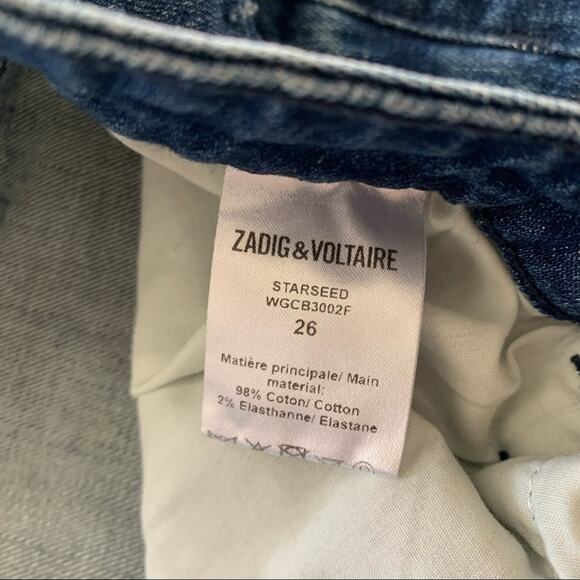 ZADIG&VOLTAIRE
STARSEED
WGCB3002F
26
Matière principale/ Main
material:
98% Coton/ Cotton
2% Elasthanne/ Elastane